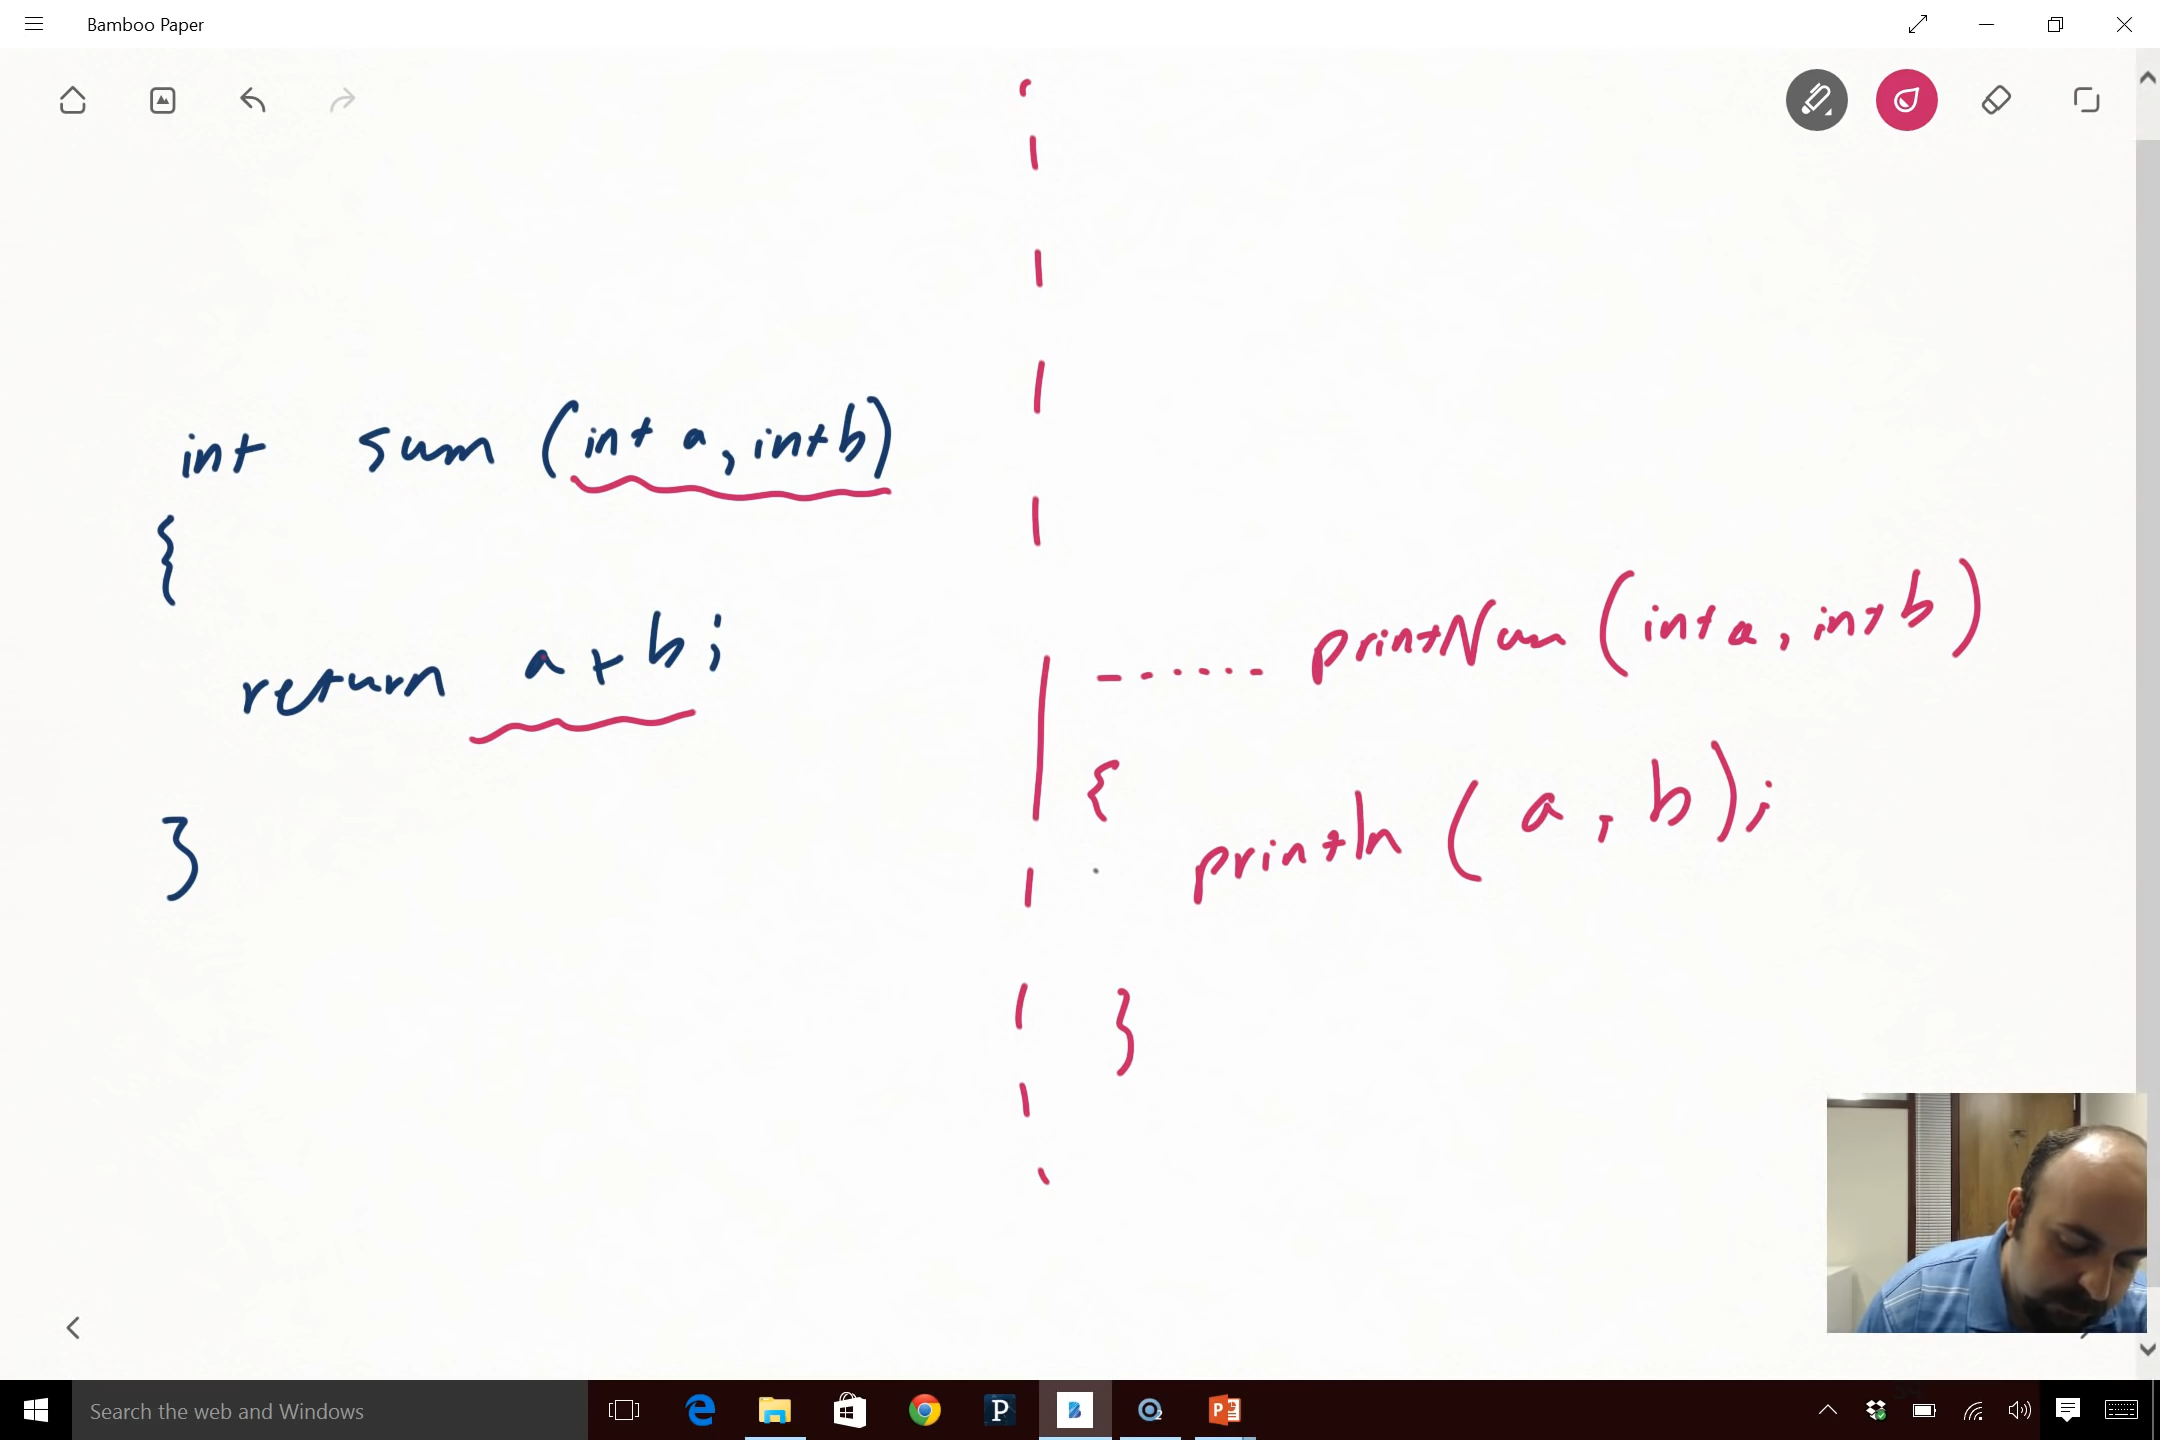 Bamboo Paper
int sum (int a, int b)
{
return a + b ;
}
- ...... printNum (int a, int b)
{
println ( a , b ) ;
}
Search the web and Windows